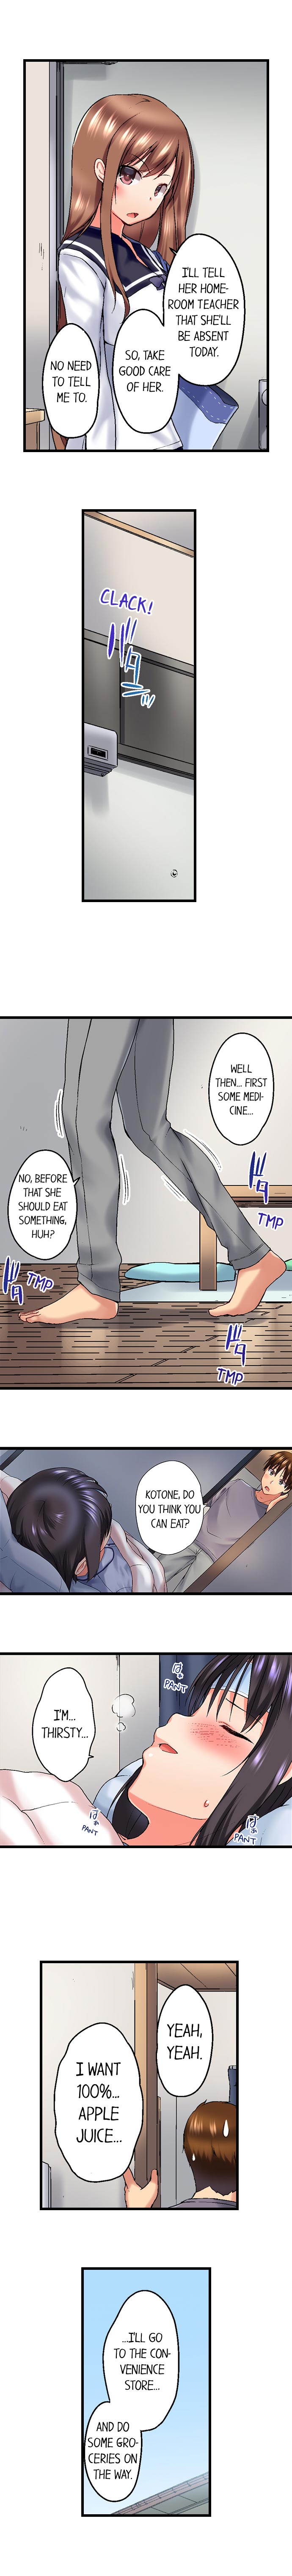 I'LL TELL
HER HOME-
ROOM TEACHER
THAT SHE'LL
BE ABSENT
TODAY.
SO, TAKE
GOOD CARE
OF HER.
NO NEED
TO TELL
ME TO.
CLACK!
WELL
THEN... FIRST
SOME MEDI-
CINE...
NO, BEFORE
THAT SHE
SHOULD EAT
SOMETHING,
HUH?
TMP
TMP
TMP
KOTONE, DO
YOU THINK YOU
CAN EAT?
PANT
I'M...
THIRSTY...
PANT
PANT
YEAH,
YEAH.
I WANT
100%...
APPLE
JUICE...
...I'LL GO
TO THE CON-
VENIENCE
STORE...
AND DO
SOME GRO-
CERIES ON
THE WAY.